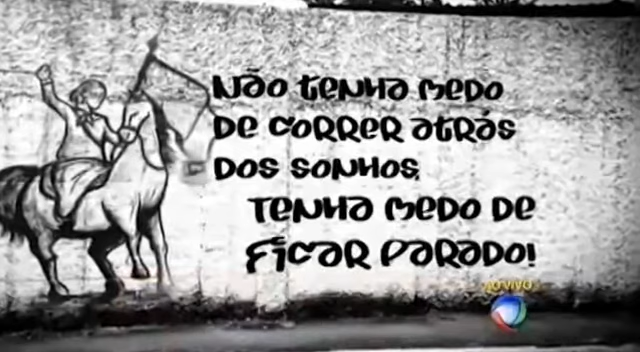 NÃO TENHA MEDO
DE CORRER ATRÁS
DOS SONHOS,
TENHA MEDO DE
FICAR PARADO!
AO VIVO